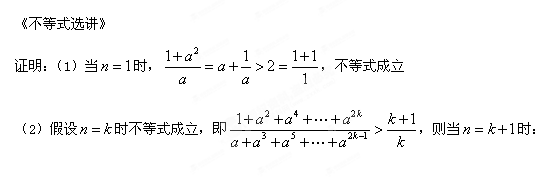 《不等式选讲》
证明：（1）当 n = 1 时，(1+a²)/a = a + 1/a > 2 = (1+1)/1，不等式成立
（2）假设 n = k 时不等式成立，即 (1+a²+a⁴+⋯+a²ᵏ)/(a+a³+a⁵+⋯+a²ᵏ⁻¹) > (k+1)/k，则当 n = k+1 时：